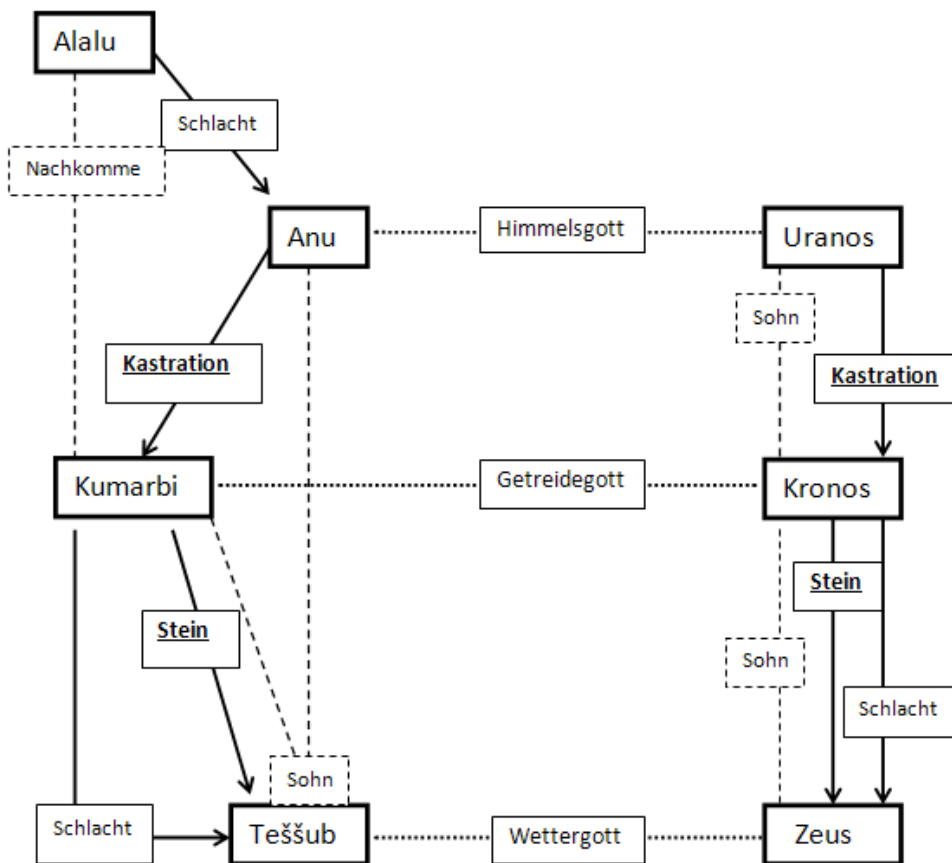 Alalu
Schlacht
Nachkomme
Anu
Himmelsgott
Uranos
Sohn
Kastration
Kastration
Kumarbi
Getreidegott
Kronos
Stein
Stein
Sohn
Schlacht
Sohn
Schlacht
Teššub
Wettergott
Zeus